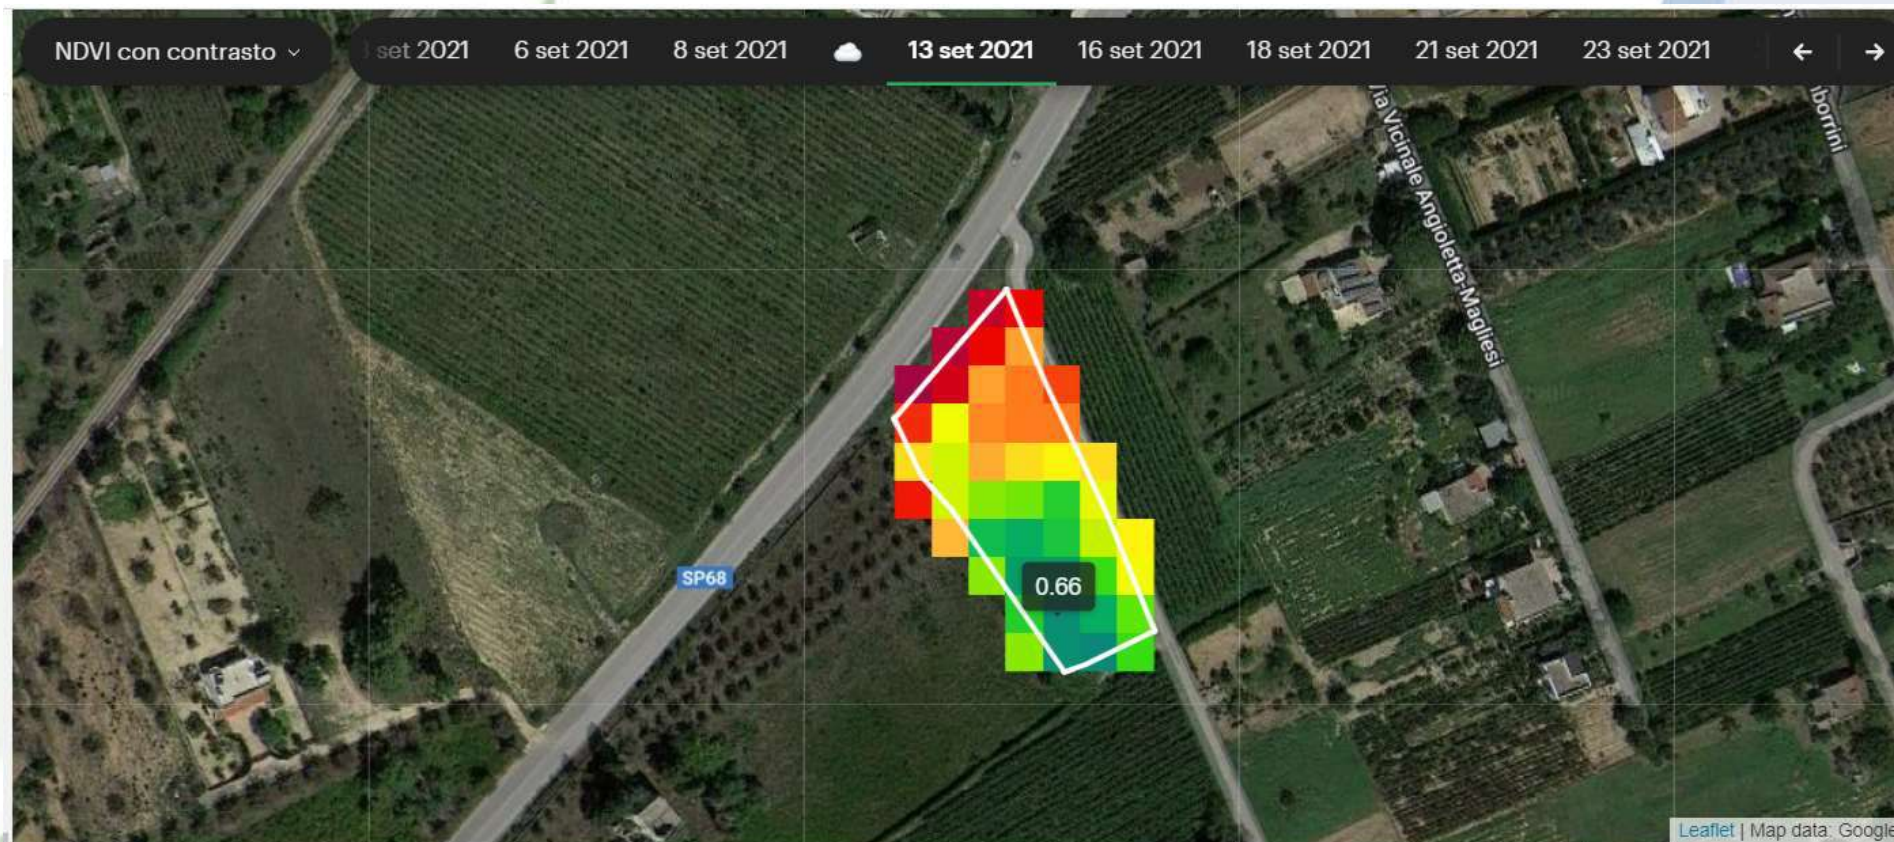 NDVI con contrasto
set 2021 6 set 2021 8 set 2021 13 set 2021 16 set 2021 18 set 2021 21 set 2021 23 set 2021
Via Vicinale Angioletta-Magliesi
SP68
0.66
Leaflet | Map data: Google